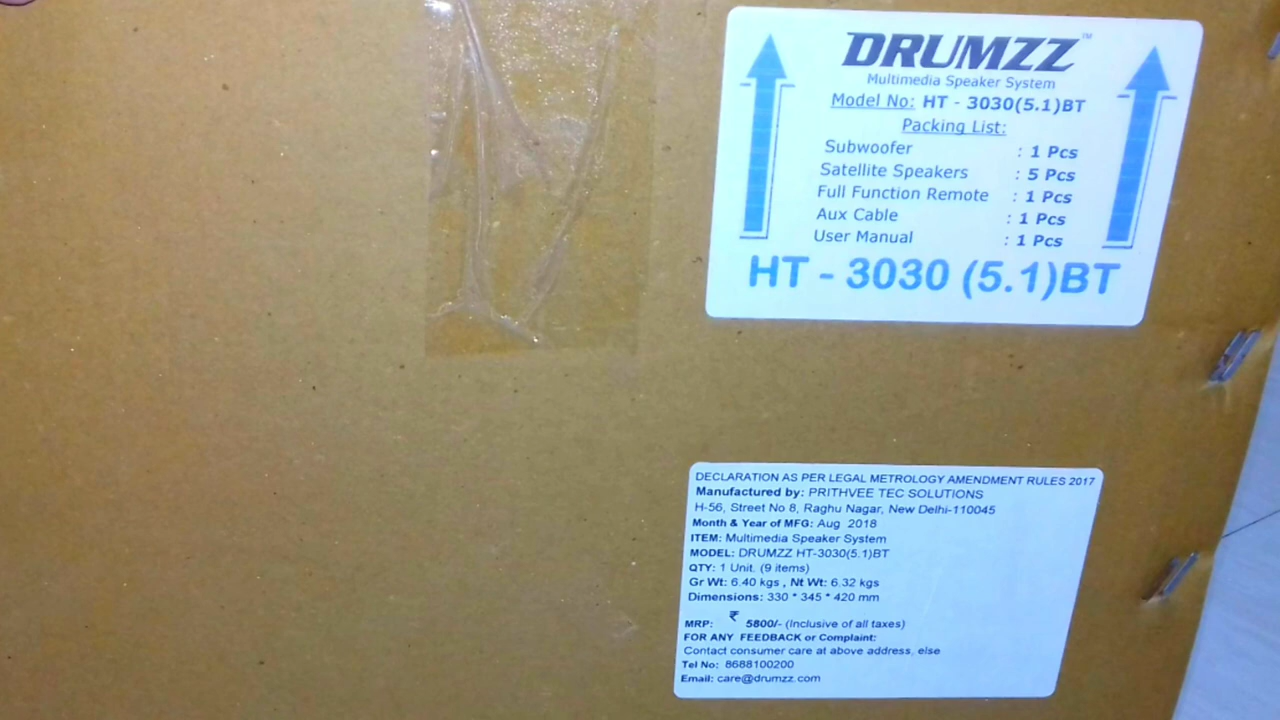 DRUMZZ™
Multimedia Speaker System
Model No: HT - 3030(5.1)BT
Packing List:
Subwoofer : 1 Pcs
Satellite Speakers : 5 Pcs
Full Function Remote : 1 Pcs
Aux Cable : 1 Pcs
User Manual : 1 Pcs
HT - 3030 (5.1)BT
DECLARATION AS PER LEGAL METROLOGY AMENDMENT RULES 2017
Manufactured by: PRITHVEE TEC SOLUTIONS
H-56, Street No 8, Raghu Nagar, New Delhi-110045
Month & Year of MFG: Aug 2018
ITEM: Multimedia Speaker System
MODEL: DRUMZZ HT-3030(5.1)BT
QTY: 1 Unit. (9 items)
Gr Wt: 6.40 kgs , Nt Wt: 6.32 kgs
Dimensions: 330 * 345 * 420 mm
MRP: ₹ 5800/- (Inclusive of all taxes)
FOR ANY FEEDBACK or Complaint:
Contact consumer care at above address, else
Tel No: 8688100200
Email: care@drumzz.com